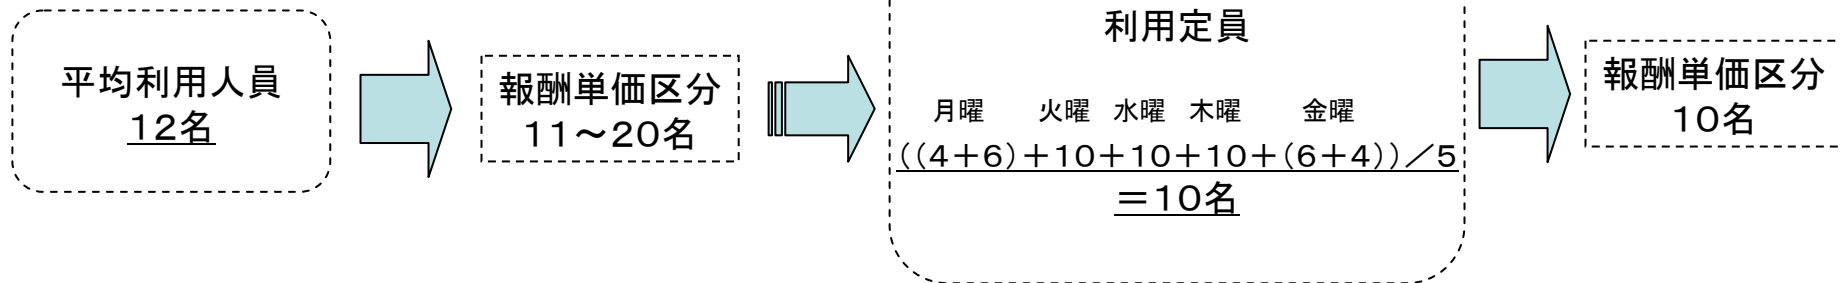 平均利用人員
12名
報酬単価区分
11～20名
利用定員
月曜 火曜 水曜 木曜 金曜
((4+6)+10+10+10+(6+4))/5
=10名
報酬単価区分
10名